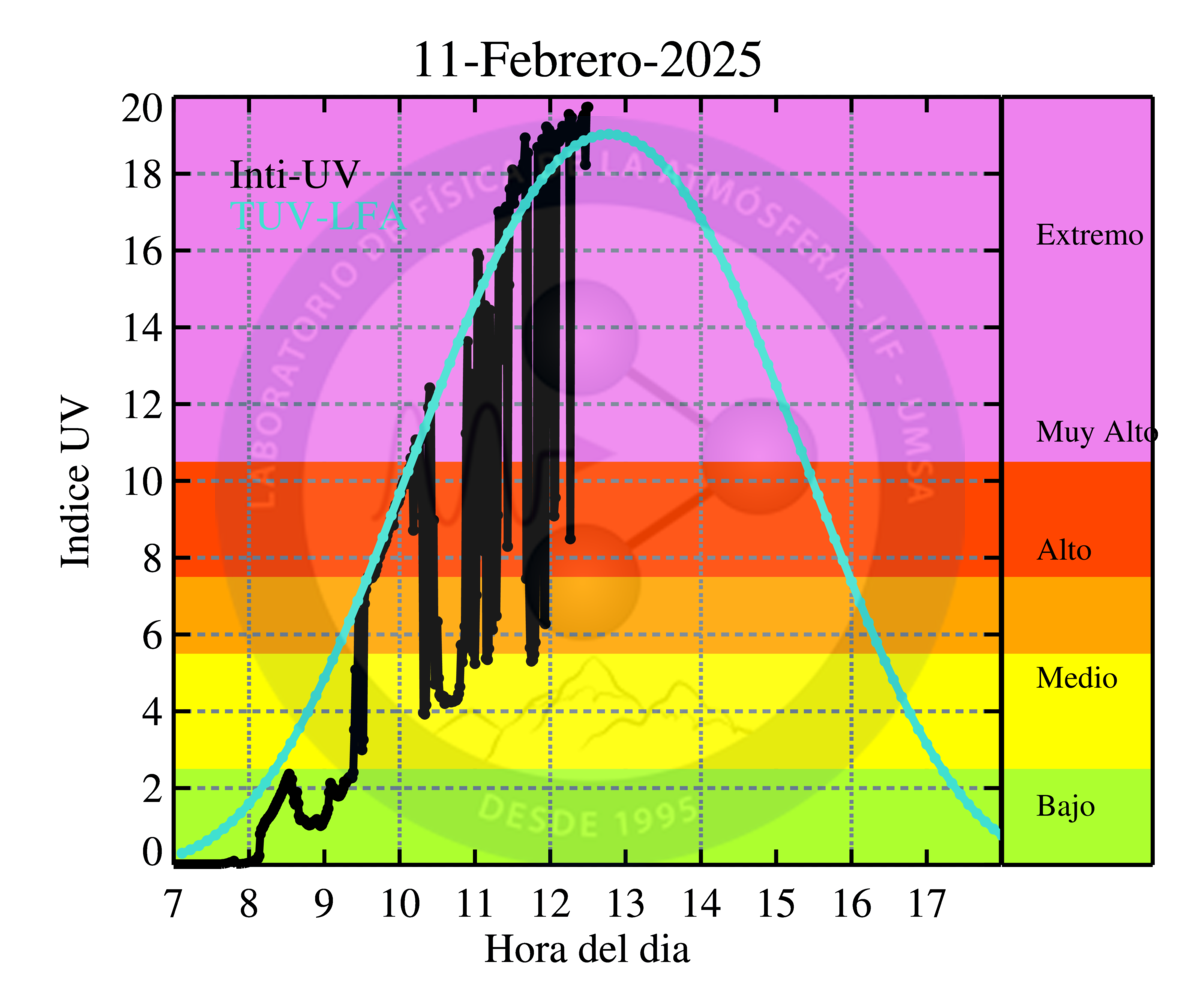 11-Febrero-2025
Indice UV
20
18
16
14
12
10
8
6
4
2
0
Inti-UV
TUV-LFA
LABORATORIO DE FÍSICA DE LA ATMÓSFERA - IIF - UMSA
DESDE 1995
Extremo
Muy Alto
Alto
Medio
Bajo
7 8 9 10 11 12 13 14 15 16 17
Hora del dia